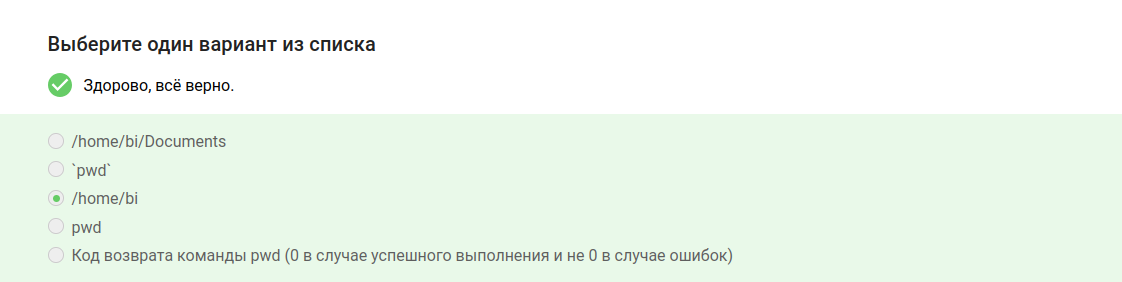 Выберите один вариант из списка
Здорово, всё верно.
/home/bi/Documents
`pwd`
/home/bi
pwd
Код возврата команды pwd (0 в случае успешного выполнения и не 0 в случае ошибок)